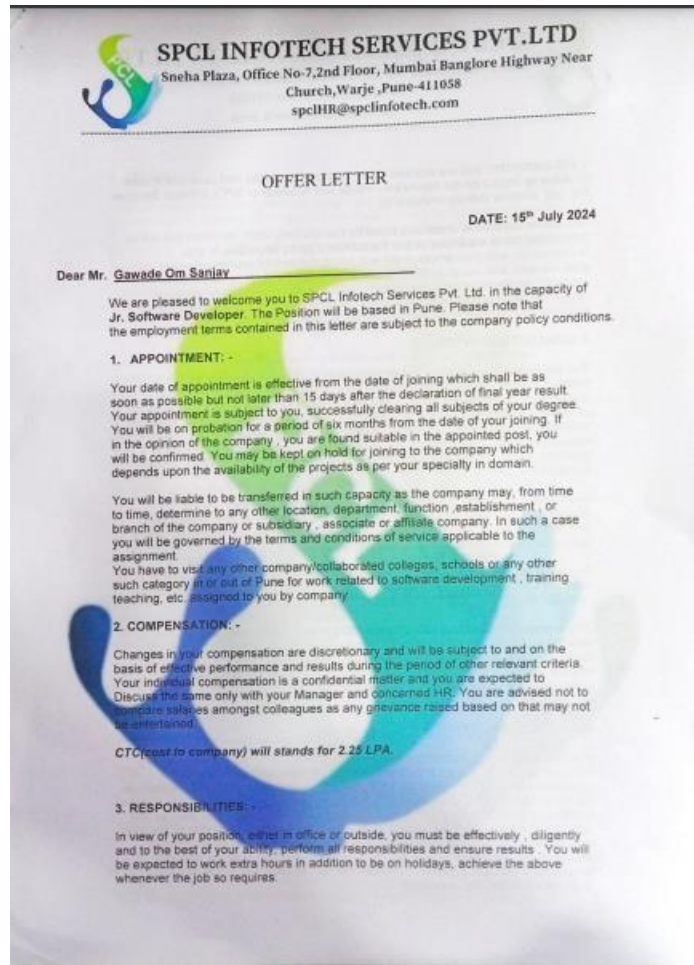 SPCL INFOTECH SERVICES PVT.LTD
Sneha Plaza, Office No-7,2nd Floor, Mumbai Banglore Highway Near
Church,Warje ,Pune-411058
spclHR@spclinfotech.com
PCL
OFFER LETTER
DATE: 15th July 2024
Dear Mr. Gawade Om Sanjay
We are pleased to welcome you to SPCL Infotech Services Pvt. Ltd. in the capacity of
Jr. Software Developer. The Position will be based in Pune. Please note that
the employment terms contained in this letter are subject to the company policy conditions.
1. APPOINTMENT: -
Your date of appointment is effective from the date of joining which shall be as
soon as possible but not later than 15 days after the declaration of final year result.
Your appointment is subject to you, successfully clearing all subjects of your degree.
You will be on probation for a period of six months from the date of your joining. If
in the opinion of the company , you are found suitable in the appointed post, you
will be confirmed. You may be kept on hold for joining to the company which
depends upon the availability of the projects as per your specialty in domain.
You will be liable to be transferred in such capacity as the company may, from time
to time, determine to any other location, department, function ,establishment , or
branch of the company or subsidiary , associate or affiliate company. In such a case
you will be governed by the terms and conditions of service applicable to the
assignment.
You have to visit any other company/collaborated colleges, schools or any other
such category in or out of Pune for work related to software development , training
teaching, etc. assigned to you by company
2. COMPENSATION: -
Changes in your compensation are discretionary and will be subject to and on the
basis of effective performance and results during the period of other relevant criteria.
Your individual compensation is a confidential matter and you are expected to
Discuss the same only with your Manager and concerned HR. You are advised not to
compare salaries amongst colleagues as any grievance raised based on that may not
be entertained.
CTC(cost to company) will stands for 2.25 LPA.
3. RESPONSIBILITIES: -
In view of your position, either in office or outside, you must be effectively , diligently
and to the best of your ability, perform all responsibilities and ensure results . You will
be expected to work extra hours in addition to be on holidays, achieve the above
whenever the job so requires.